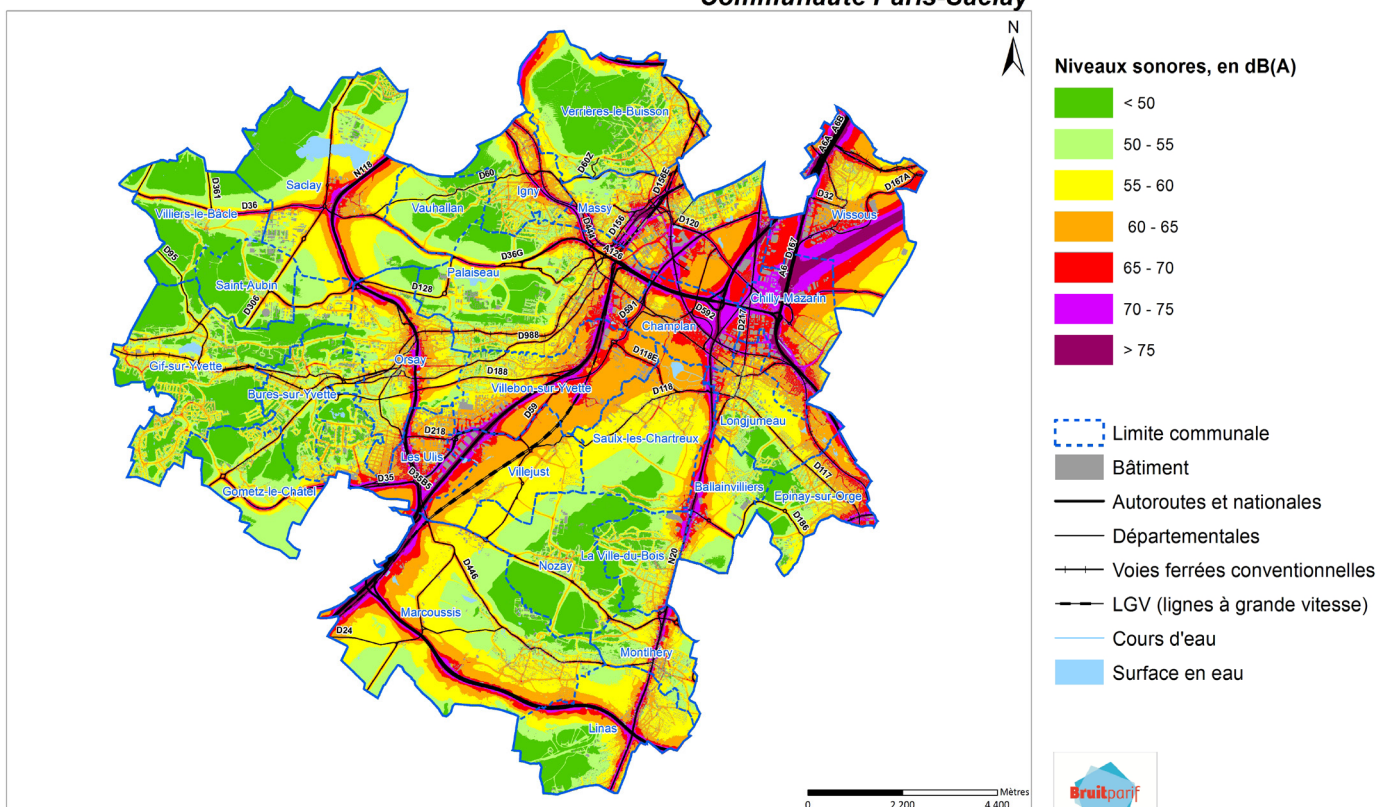 Communauté Paris-Saclay
N
Niveaux sonores, en dB(A)
< 50
50 - 55
55 - 60
60 - 65
65 - 70
70 - 75
> 75
Limite communale
Bâtiment
Autoroutes et nationales
Départementales
Voies ferrées conventionnelles
LGV (lignes à grande vitesse)
Cours d'eau
Surface en eau
Bruitparif
Verrières-le-Buisson
A6A A6B
D60Z
D156E
D361
N118
Saclay
D60
Igny
D167A
D32
Villiers-le-Bâcle
D36
Vauhallan
Massy
D444
D156
D120
Wissous
D95
D36G
A126
A6 - D167
Saint-Aubin
D306
D128
Palaiseau
Chilly-Mazarin
D591
D592
D217
Champlan
D988
D118E
Gif-sur-Yvette
Orsay
D188
Bures-sur-Yvette
Villebon-sur-Yvette
D118
D59
D218
Longjumeau
Saulx-les-Chartreux
Les Ulis
D35
D35B5
Villejust
D117
Gometz-le-Châtel
Ballainvilliers
Epinay-sur-Orge
D186
N20
La Ville-du-Bois
D446
Nozay
Marcoussis
D24
Montlhéry
Linas
Mètres
0 2 200 4 400